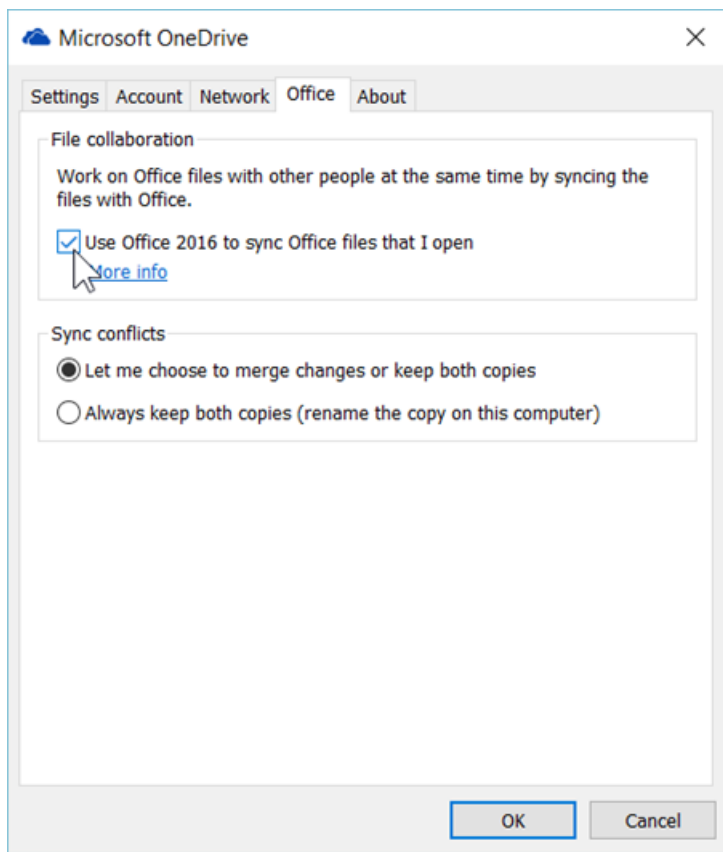 Microsoft OneDrive
Settings Account Network Office About
File collaboration
Work on Office files with other people at the same time by syncing the
files with Office.
Use Office 2016 to sync Office files that I open
More info
Sync conflicts
Let me choose to merge changes or keep both copies
Always keep both copies (rename the copy on this computer)
OK Cancel